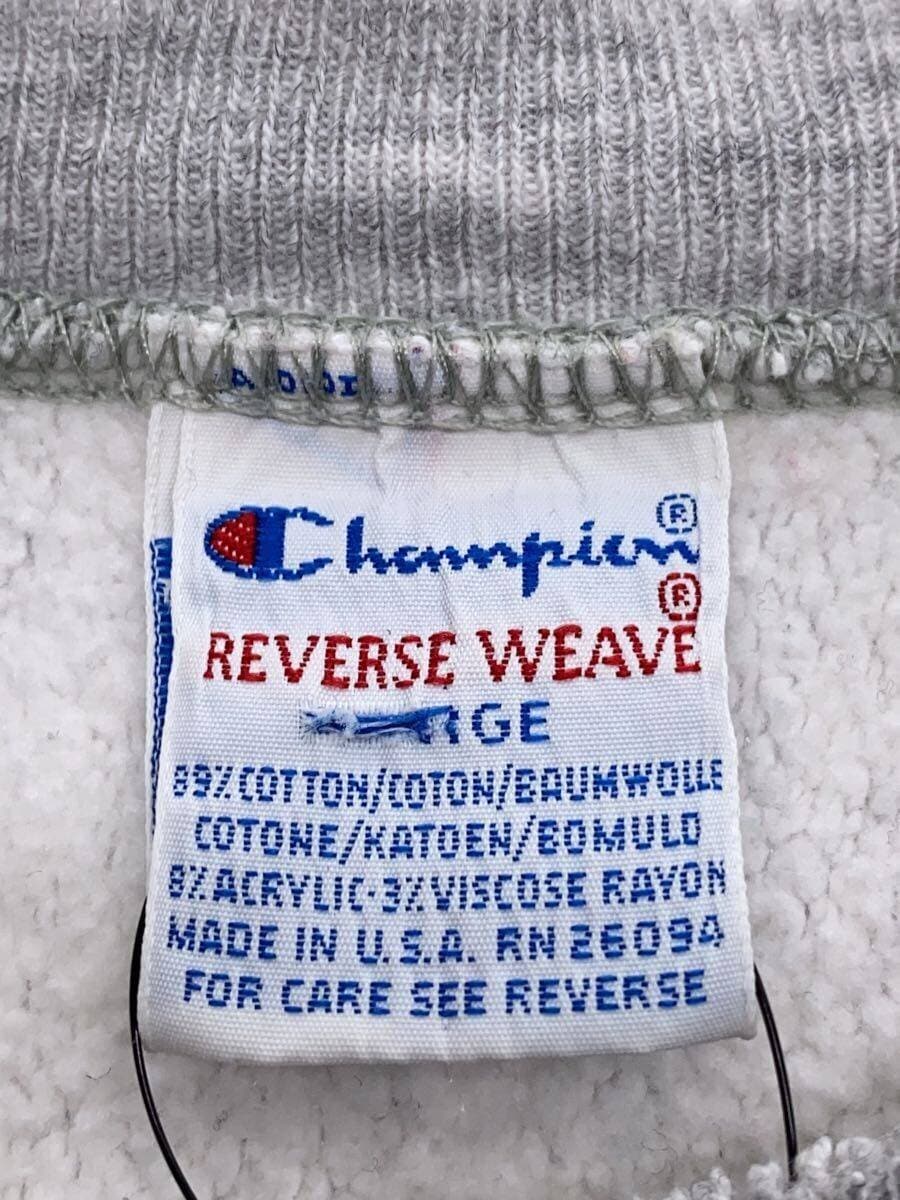 Champion®
REVERSE WEAVE®
89% COTTON/COTON/BAUMWOLLE
COTONE/KATOEN/BOMULD
8% ACRYLIC·3% VISCOSE RAYON
MADE IN U.S.A. RN 26094
FOR CARE SEE REVERSE